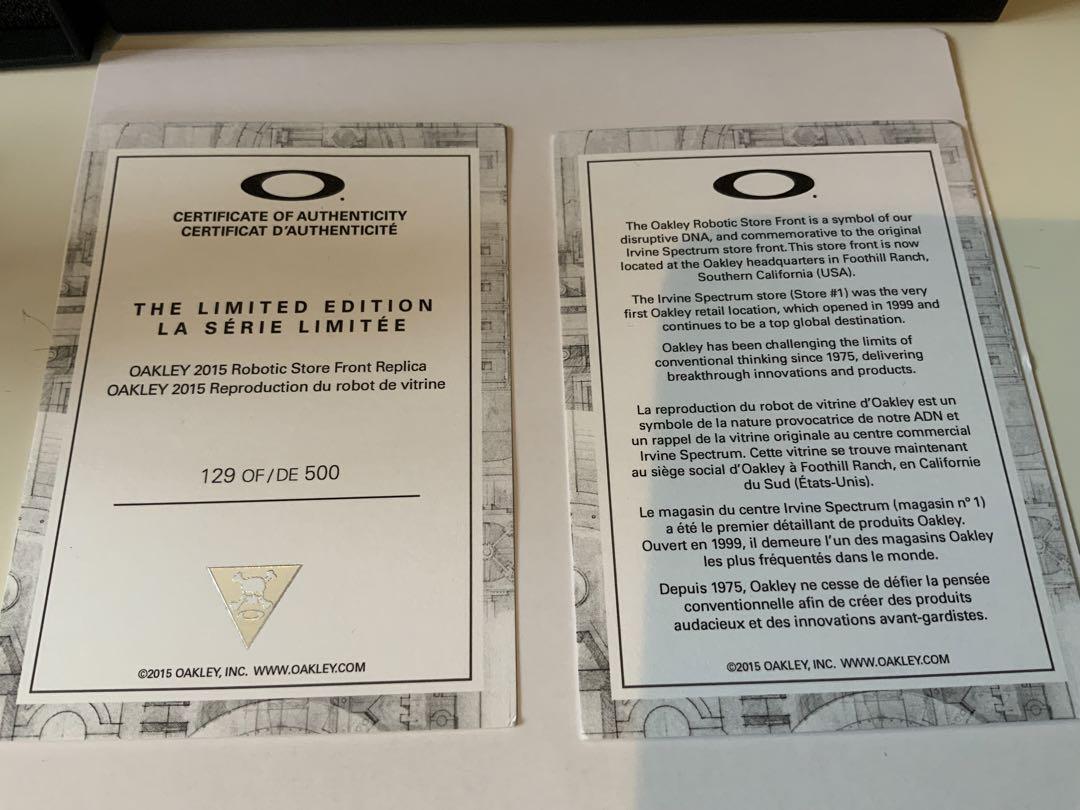 CERTIFICATE OF AUTHENTICITY
CERTIFICAT D'AUTHENTICITÉ
THE LIMITED EDITION
LA SÉRIE LIMITÉE
OAKLEY 2015 Robotic Store Front Replica
OAKLEY 2015 Reproduction du robot de vitrine
129 OF/DE 500
©2015 OAKLEY, INC. WWW.OAKLEY.COM
The Oakley Robotic Store Front is a symbol of our
disruptive DNA, and commemorative to the original
Irvine Spectrum store front. This store front is now
located at the Oakley headquarters in Foothill Ranch,
Southern California (USA).
The Irvine Spectrum store (Store #1) was the very
first Oakley retail location, which opened in 1999 and
continues to be a top global destination.
Oakley has been challenging the limits of
conventional thinking since 1975, delivering
breakthrough innovations and products.
La reproduction du robot de vitrine d'Oakley est un
symbole de la nature provocatrice de notre ADN et
un rappel de la vitrine originale au centre commercial
Irvine Spectrum. Cette vitrine se trouve maintenant
au siège social d'Oakley à Foothill Ranch, en Californie
du Sud (États-Unis).
Le magasin du centre Irvine Spectrum (magasin n° 1)
a été le premier détaillant de produits Oakley.
Ouvert en 1999, il demeure l'un des magasins Oakley
les plus fréquentés dans le monde.
Depuis 1975, Oakley ne cesse de défier la pensée
conventionnelle afin de créer des produits
audacieux et des innovations avant-gardistes.
©2015 OAKLEY, INC. WWW.OAKLEY.COM